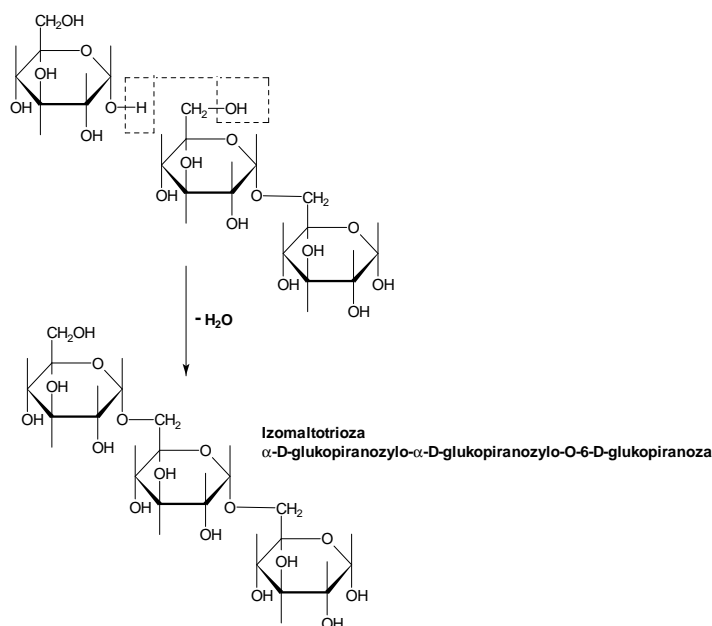 CH₂OH
O
OH
OH
O
H
OH
CH₂
OH
O
OH
OH
O
CH₂
OH
O
OH
OH
OH
OH
- H₂O
CH₂OH
O
OH
OH
O
CH₂
OH
Izomaltotrioza
α-D-glukopiranozylo-α-D-glukopiranozylo-O-6-D-glukopiranoza
O
OH
OH
O
CH₂
OH
O
OH
OH
OH
OH